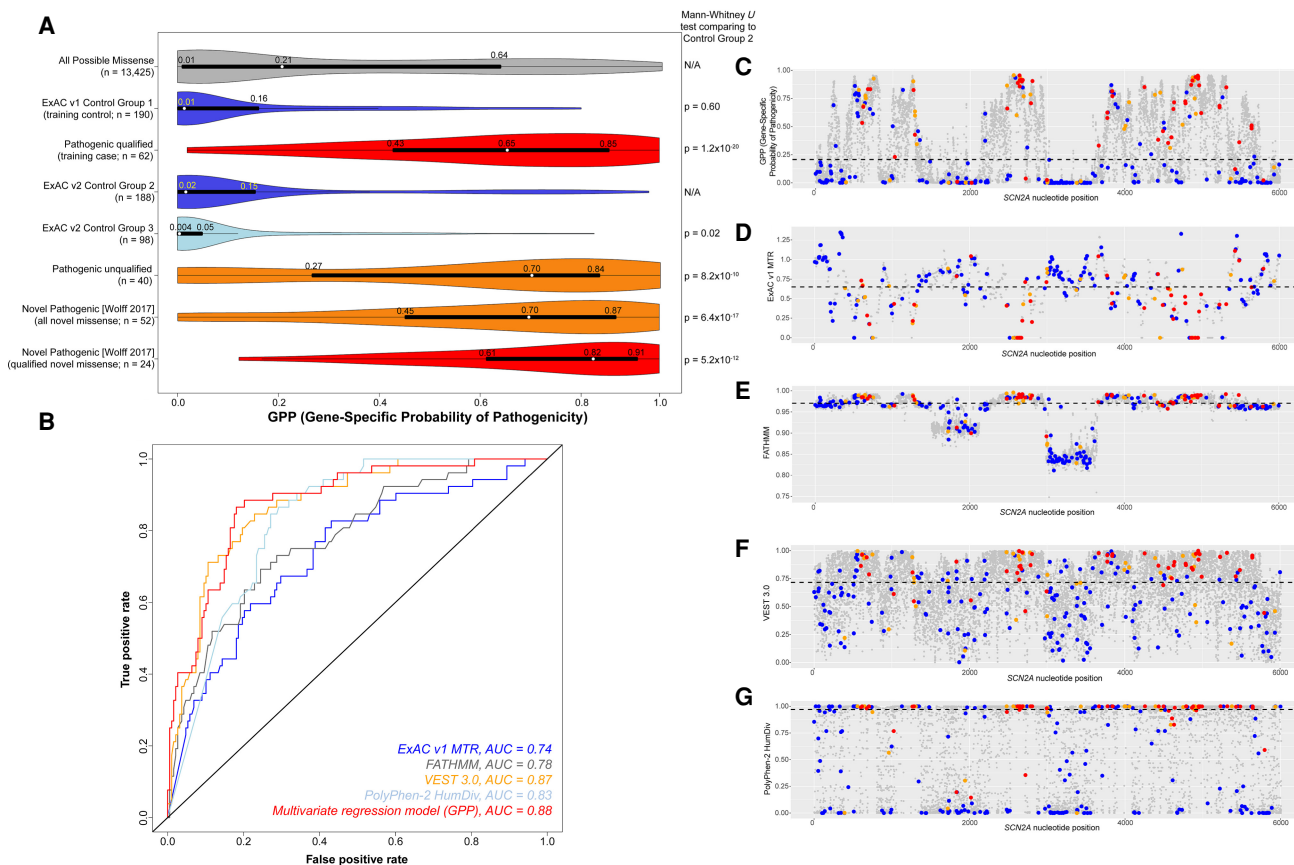 A
Mann-Whitney U
test comparing to
Control Group 2
All Possible Missense
(n = 13,425)
0.01
0.21
0.64
N/A
ExAC v1 Control Group 1
(training control; n = 190)
0.01
0.16
p = 0.60
Pathogenic qualified
(training case; n = 62)
0.43
0.65
0.85
p = 1.2x10-20
ExAC v2 Control Group 2
(n = 188)
0.02
0.15
N/A
ExAC v2 Control Group 3
(n = 98)
0.004
0.05
p = 0.02
Pathogenic unqualified
(n = 40)
0.27
0.70
0.84
p = 8.2x10-10
Novel Pathogenic [Wolff 2017]
(all novel missense; n = 52)
0.45
0.70
0.87
p = 6.4x10-17
Novel Pathogenic [Wolff 2017]
(qualified novel missense; n = 24)
0.82
0.91
p = 5.2x10-12
0.0 0.2 0.4 0.6 0.8 1.0
GPP (Gene-Specific Probability of Pathogenicity)
B
True positive rate
1.0
0.8
0.6
0.4
0.2
0.0
ExAC v1 MTR, AUC = 0.74
FATHMM, AUC = 0.78
VEST 3.0, AUC = 0.87
PolyPhen-2 HumDiv, AUC = 0.83
Multivariate regression model (GPP), AUC = 0.88
0.0 0.2 0.4 0.6 0.8 1.0
False positive rate
C
GPP (Gene-Specific
Probability of Pathogenicity)
1.00
0.75
0.50
0.25
0.00
0 2000 4000 6000
SCN2A nucleotide position
D
ExAC v1 MTR
1.25
1.00
0.75
0.50
0.25
0.00
0 2000 4000 6000
SCN2A nucleotide position
E
FATHMM
1.00
0.95
0.90
0.85
0.80
0.75
0 2000 4000 6000
SCN2A nucleotide position
F
VEST 3.0
1.00
0.75
0.50
0.25
0.00
0 2000 4000 6000
SCN2A nucleotide position
G
PolyPhen-2 HumDiv
1.00
0.75
0.50
0.25
0.00
0 2000 4000 6000
SCN2A nucleotide position